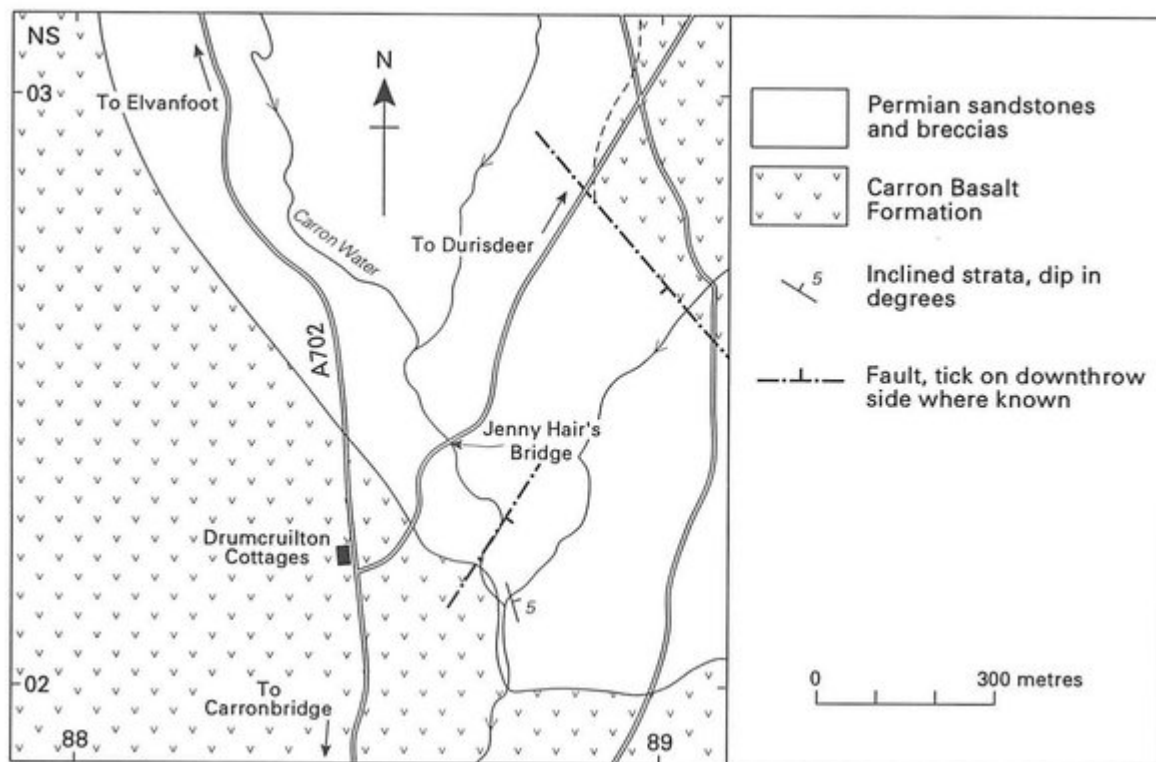 NS
03
To Elvanfoot
N
Carron Water
To Durisdeer
A702
Jenny Hair's
Bridge
Drumcruilton
Cottages
5
02
To
Carronbridge
88
89
Permian sandstones
and breccias
Carron Basalt
Formation
5
Inclined strata, dip in
degrees
Fault, tick on downthrow
side where known
0
300 metres